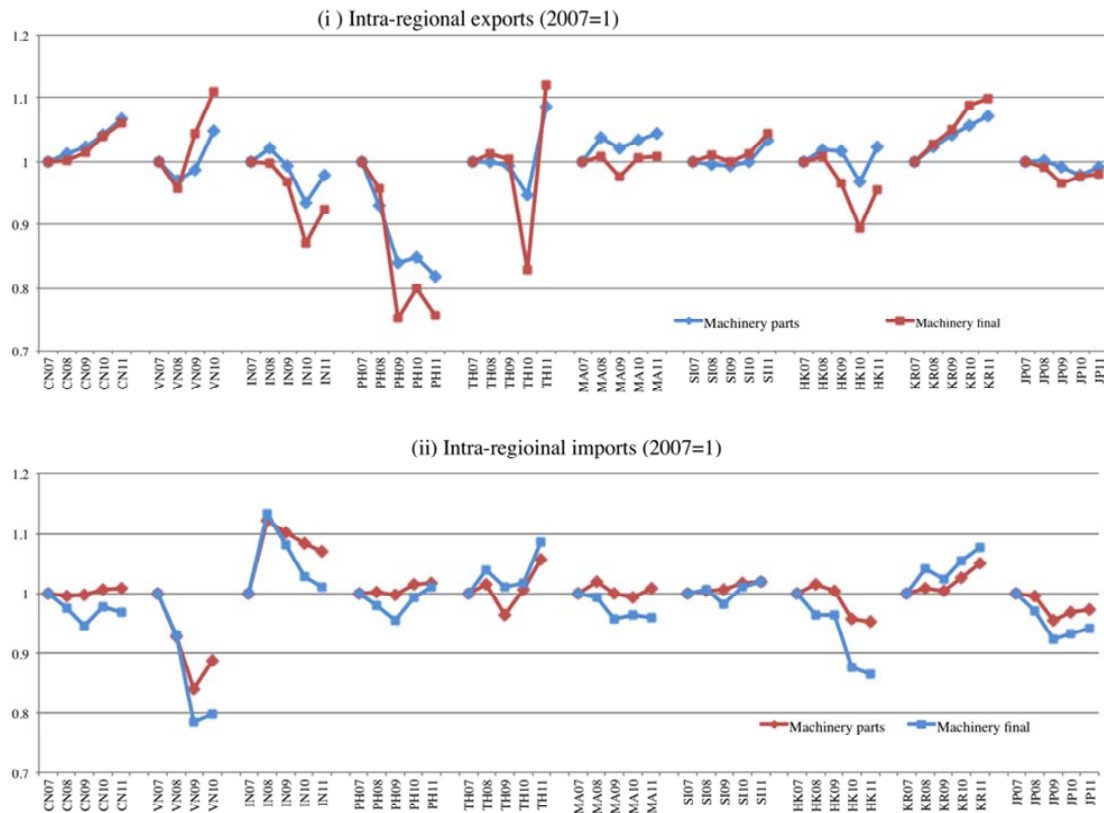 (i ) Intra-regional exports (2007=1)
1.2
1.1
1
0.9
0.8
0.7
Machinery parts
Machinery final
CN07
CN08
CN09
CN10
CN11
VN07
VN08
VN09
VN10
IN07
IN08
IN09
IN10
IN11
PH07
PH08
PH09
PH10
PH11
TH07
TH08
TH09
TH10
TH11
MA07
MA08
MA09
MA10
MA11
SI07
SI08
SI09
SI10
SI11
HK07
HK08
HK09
HK10
HK11
KR07
KR08
KR09
KR10
KR11
JP07
JP08
JP09
JP10
JP11
(ii) Intra-regioinal imports (2007=1)
1.2
1.1
1
0.9
0.8
0.7
Machinery parts
Machinery final
CN07
CN08
CN09
CN10
CN11
VN07
VN08
VN09
VN10
IN07
IN08
IN09
IN10
IN11
PH07
PH08
PH09
PH10
PH11
TH07
TH08
TH09
TH10
TH11
MA07
MA08
MA09
MA10
MA11
SI07
SI08
SI09
SI10
SI11
HK07
HK08
HK09
HK10
HK11
KR07
KR08
KR09
KR10
KR11
JP07
JP08
JP09
JP10
JP11